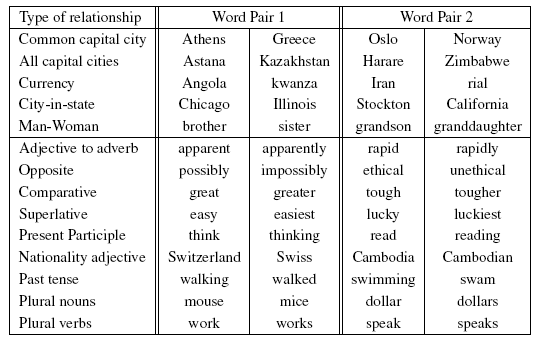 Type of relationship Word Pair 1 Word Pair 2
Common capital city Athens Greece Oslo Norway
All capital cities Astana Kazakhstan Harare Zimbabwe
Currency Angola kwanza Iran rial
City-in-state Chicago Illinois Stockton California
Man-Woman brother sister grandson granddaughter
Adjective to adverb apparent apparently rapid rapidly
Opposite possibly impossibly ethical unethical
Comparative great greater tough tougher
Superlative easy easiest lucky luckiest
Present Participle think thinking read reading
Nationality adjective Switzerland Swiss Cambodia Cambodian
Past tense walking walked swimming swam
Plural nouns mouse mice dollar dollars
Plural verbs work works speak speaks